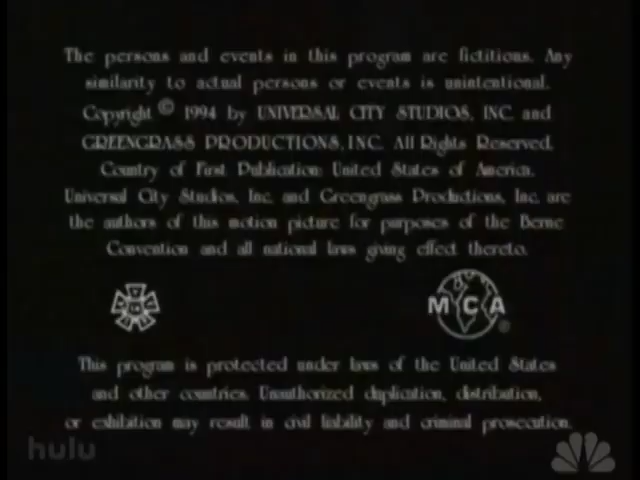 The persons and events in this program are fictitious. Any
similarity to actual persons or events is unintentional.
Copyright © 1994 by UNIVERSAL CITY STUDIOS, INC. and
GREENGRASS PRODUCTIONS, INC. All Rights Reserved.
Country of First Publication: United States of America.
Universal City Studios, Inc. and Greengrass Productions, Inc. are
the authors of this motion picture for purposes of the Berne
Convention and all national laws giving effect thereto.
MCA ®
This program is protected under laws of the United States
and other countries. Unauthorized duplication, distribution,
or exhibition may result in civil liability and criminal prosecution.
hulu